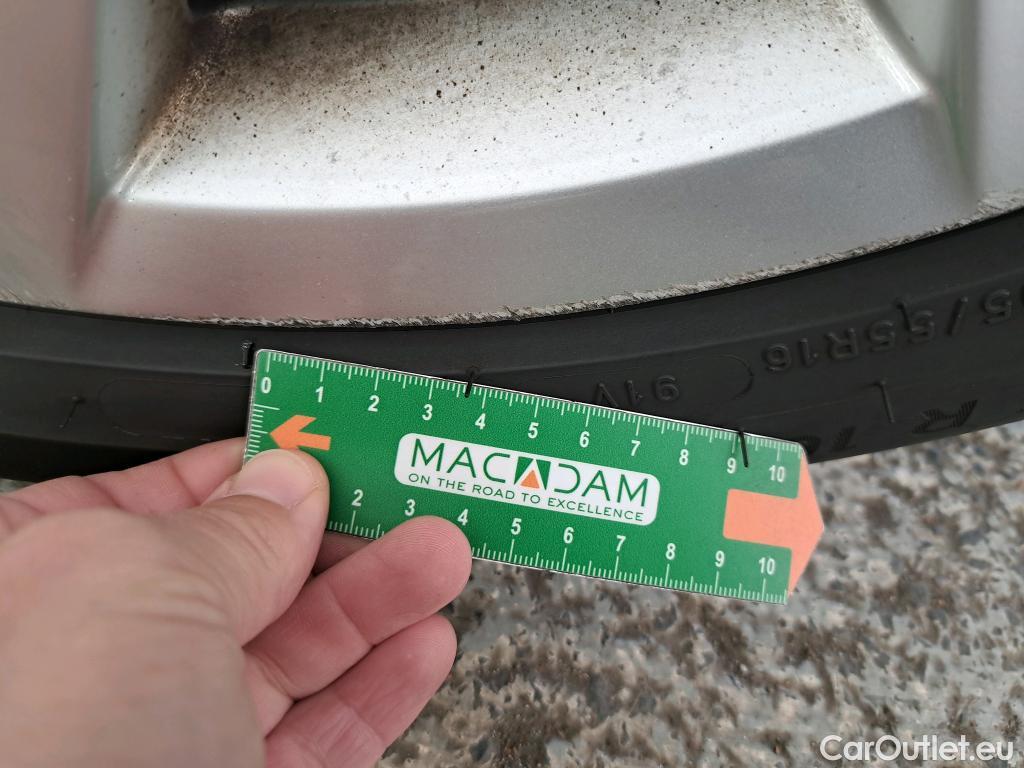 5/55R16
91V
0 1 2 3 4 5 6 7 8 9 10
MACADAM
ON THE ROAD TO EXCELLENCE
2 3 4 5 6 7 8 9 10
CarOutlet.eu